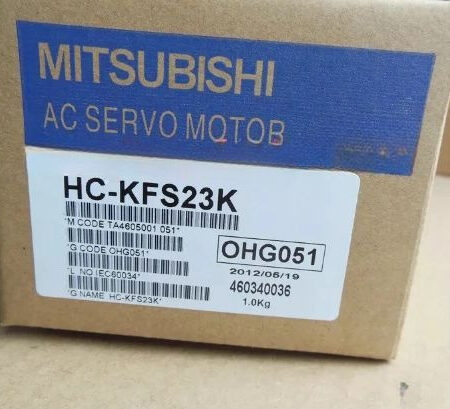 MITSUBISHI
AC SERVO MOTOR
HC-KFS23K
*M CODE TA4605001 051*
*G CODE OHG051*
OHG051
*L NO IEC60034*
2012/06/19
460340036
*G NAME HC-KFS23K*
1.0Kg